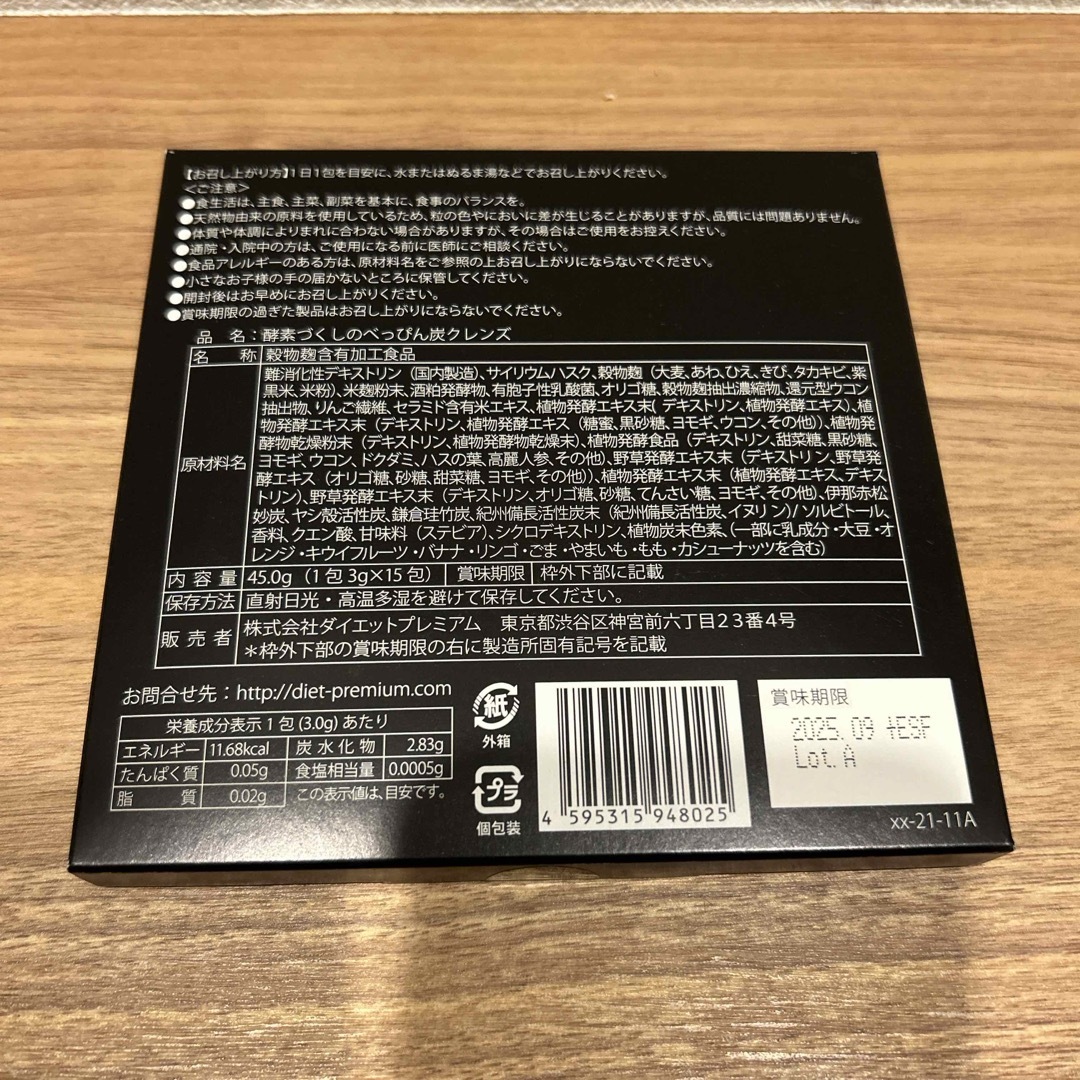 【お召し上がり方】1日1包を目安に、水またはぬるま湯などでお召し上がりください。
＜ご注意＞
●食生活は、主食、主菜、副菜を基本に、食事のバランスを。
●天然物由来の原料を使用しているため、粒の色やにおいに差が生じることがありますが、品質には問題ありません。
●体質や体調によりまれに合わない場合がありますが、その場合はご使用をお控えください。
●通院・入院中の方は、ご使用になる前に医師にご相談ください。
●食品アレルギーのある方は、原材料名をご参照の上お召し上がりにならないでください。
●小さなお子様の手の届かないところに保管してください。
●開封後はお早めにお召し上がりください。
●賞味期限の過ぎた製品はお召し上がりにならないでください。
品 名：酵素づくしのべっぴん炭クレンズ
名 称 穀物麹含有加工食品
原材料名
難消化性デキストリン（国内製造）、サイリウムハスク、穀物麹（大麦、あわ、ひえ、きび、タカキビ、紫
黒米、米粉）、米麹粉末、酒粕発酵物、有胞子性乳酸菌、オリゴ糖、穀物麹抽出濃縮物、還元型ウコン
抽出物、りんご繊維、セラミド含有米エキス、植物発酵エキス末（デキストリン、植物発酵エキス）、植
物発酵エキス末（デキストリン、植物発酵エキス（糖蜜、黒砂糖、ヨモギ、ウコン、その他））、植物発
酵物乾燥粉末（デキストリン、植物発酵物乾燥末）、植物発酵食品（デキストリン、甜菜糖、黒砂糖、
ヨモギ、ウコン、ドクダミ、ハスの葉、高麗人参、その他）、野草発酵エキス末（デキストリン、野草発
酵エキス（オリゴ糖、砂糖、甜菜糖、ヨモギ、その他））、植物発酵エキス末（植物発酵エキス、デキス
トリン）、野草発酵エキス末（デキストリン、オリゴ糖、砂糖、てんさい糖、ヨモギ、その他）、伊那赤松
妙炭、ヤシ殻活性炭、鎌倉珪竹炭、紀州備長活性炭末（紀州備長活性炭、イヌリン）/ソルビトール、
香料、クエン酸、甘味料（ステビア）、シクロデキストリン、植物炭末色素、（一部に乳成分・大豆・オ
レンジ・キウイフルーツ・バナナ・リンゴ・ごま・やまいも・もも・カシューナッツを含む）
内容量 45.0g（1包 3g×15包） 賞味期限 枠外下部に記載
保存方法 直射日光・高温多湿を避けて保存してください。
販売者 株式会社ダイエットプレミアム 東京都渋谷区神宮前六丁目23番4号
＊枠外下部の賞味期限の右に製造所固有記号を記載
お問合せ先：http://diet-premium.com
栄養成分表示1包(3.0g)あたり
エネルギー 11.68kcal 炭水化物 2.83g
たんぱく質 0.05g 食塩相当量 0.0005g
脂 質 0.02g この表示値は、目安です。
紙
外箱
プラ
個包装
4 595315 948025
賞味期限
2025.09 YESF
Lot.A
xx-21-11A